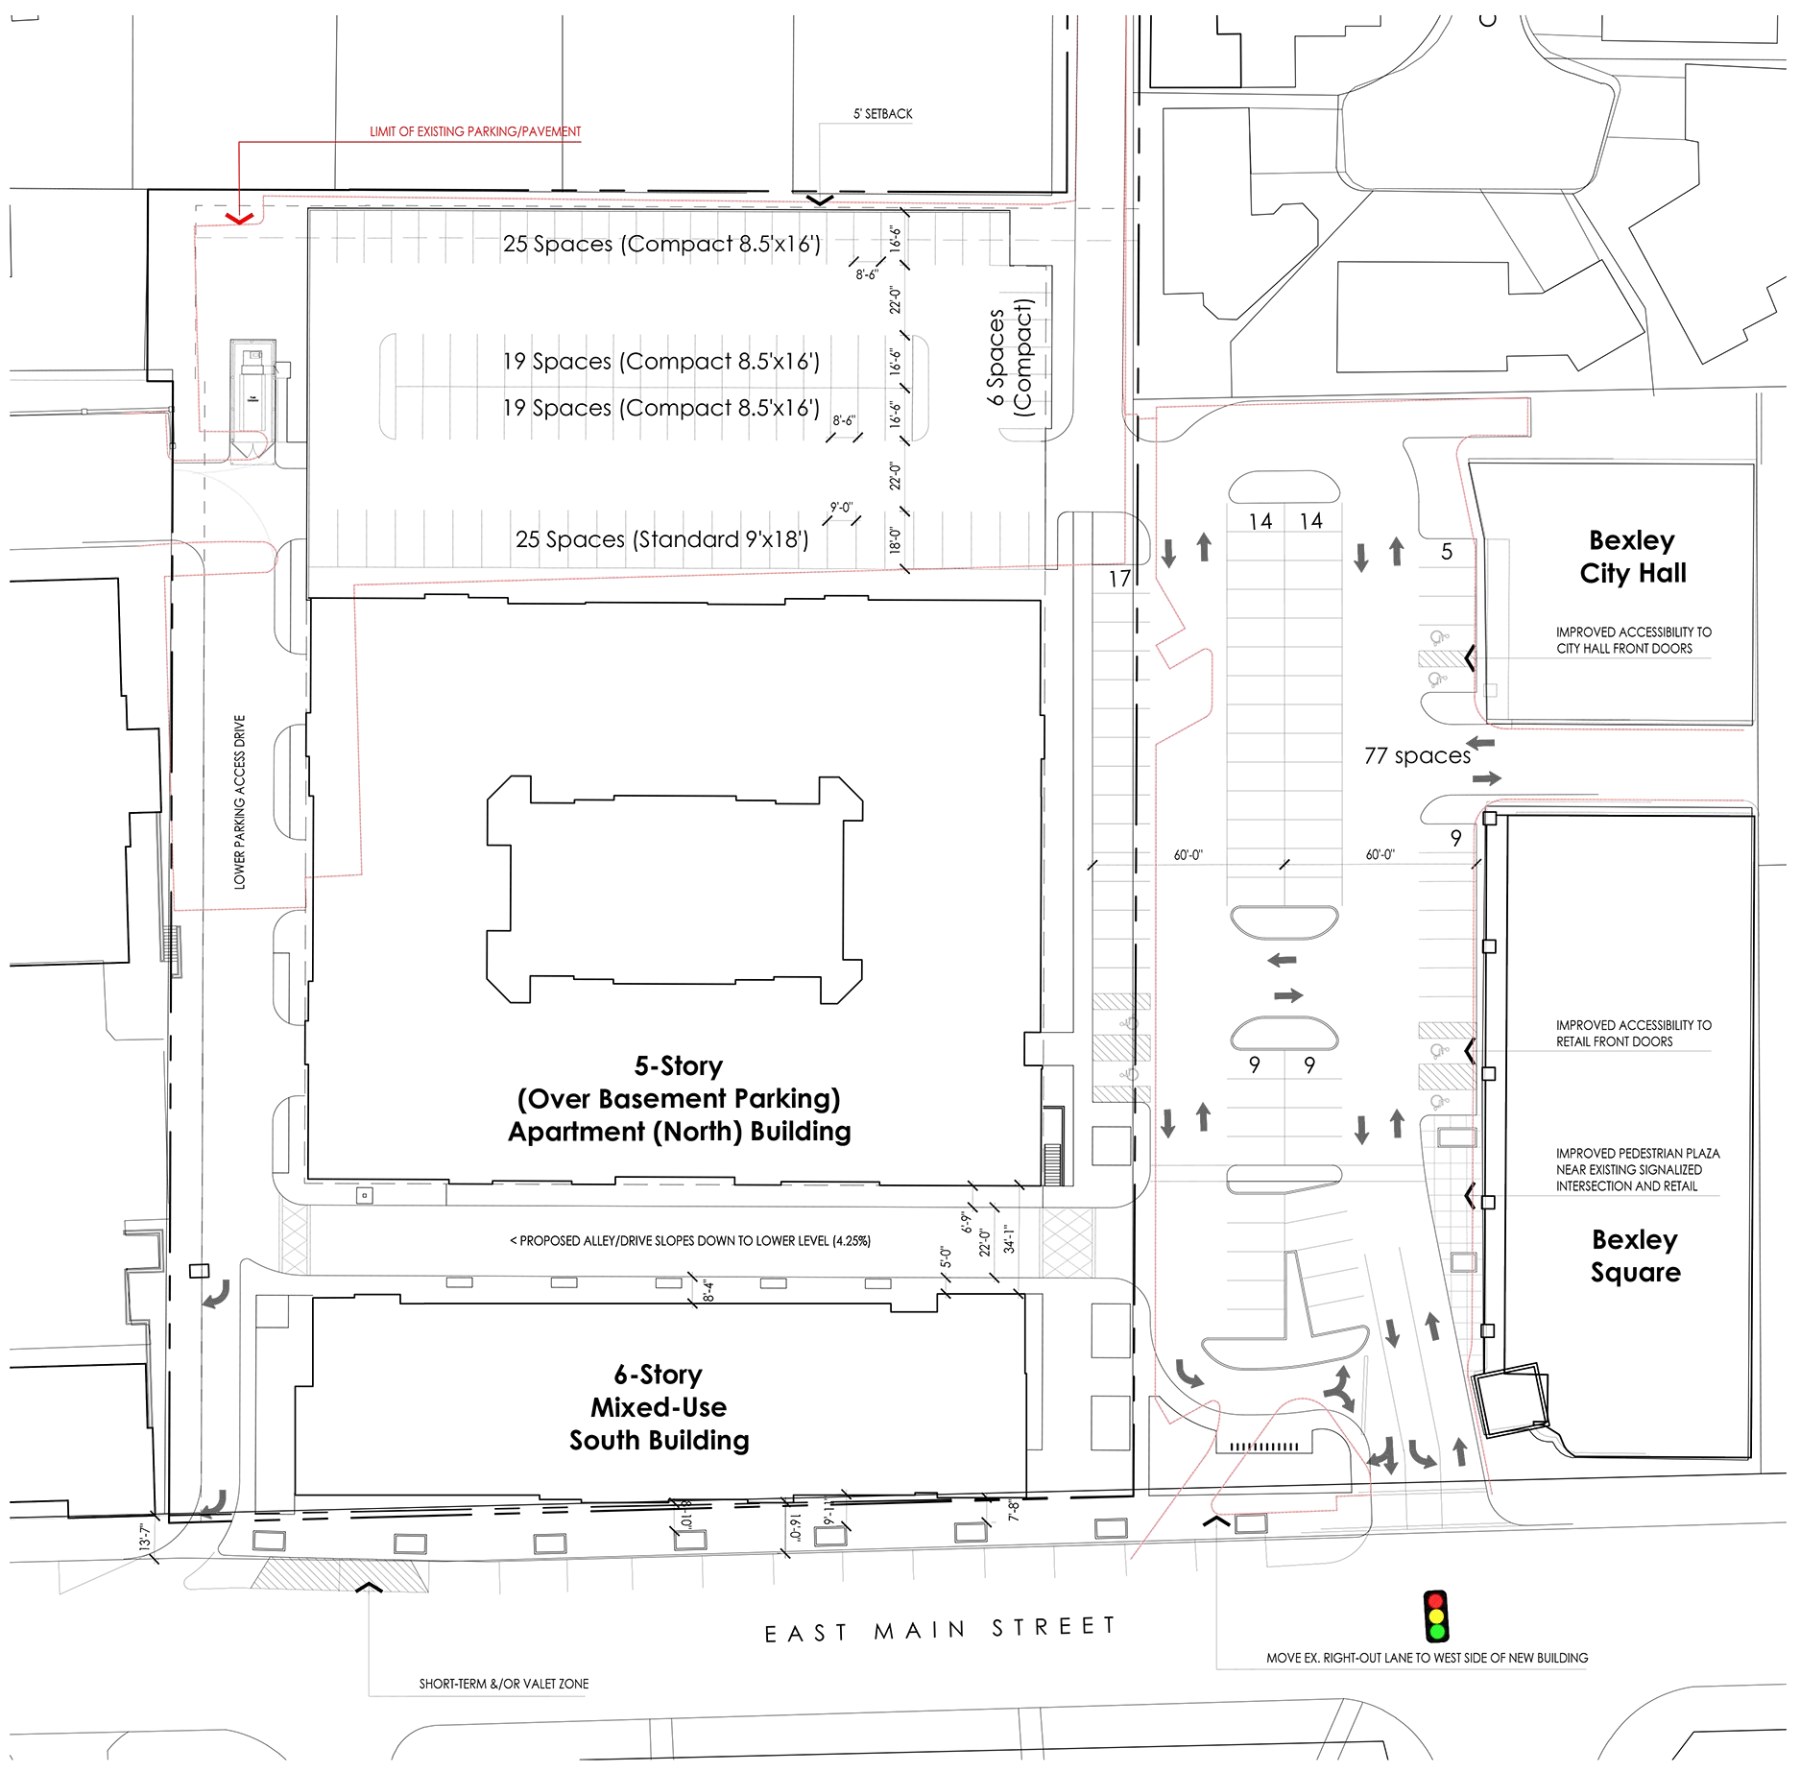 C
5' SETBACK
LIMIT OF EXISTING PARKING/PAVEMENT
25 Spaces (Compact 8.5'x16')
16'-6"
8'-6"
22'-0"
6 Spaces
(Compact)
19 Spaces (Compact 8.5'x16')
16'-6"
19 Spaces (Compact 8.5'x16')
16'-6"
8'-6"
22'-0"
9'-0"
25 Spaces (Standard 9'x18')
18'-0"
14 14
5
17
Bexley
City Hall
IMPROVED ACCESSIBILITY TO
CITY HALL FRONT DOORS
77 spaces
LOWER PARKING ACCESS DRIVE
9
60'-0"
60'-0"
5-Story
(Over Basement Parking)
Apartment (North) Building
9 9
IMPROVED ACCESSIBILITY TO
RETAIL FRONT DOORS
IMPROVED PEDESTRIAN PLAZA
NEAR EXISTING SIGNALIZED
INTERSECTION AND RETAIL
Bexley
Square
< PROPOSED ALLEY/DRIVE SLOPES DOWN TO LOWER LEVEL (4.25%)
6'-9"
22'-0"
34'-1"
5'-0"
8'-4"
6-Story
Mixed-Use
South Building
13'-7"
16'-0"
7'-8"
EAST MAIN STREET
MOVE EX. RIGHT-OUT LANE TO WEST SIDE OF NEW BUILDING
SHORT-TERM &/OR VALET ZONE